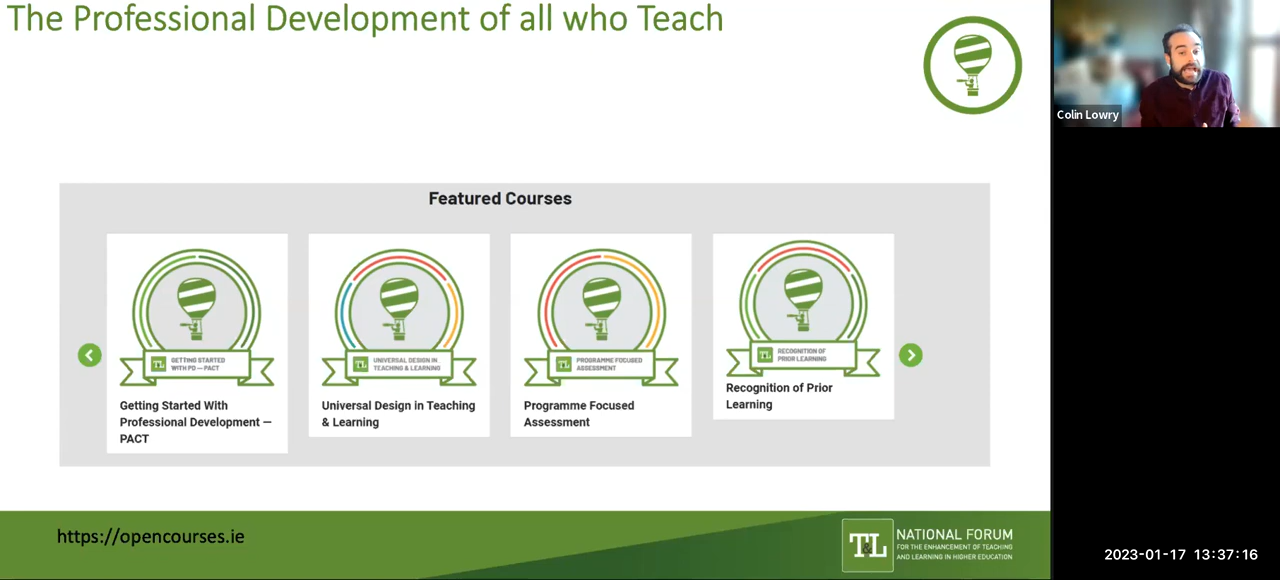 The Professional Development of all who Teach
Colin Lowry
Featured Courses
T&L
GETTING STARTED
WITH PD — PACT
Getting Started With
Professional Development —
PACT
T&L
UNIVERSAL DESIGN IN
TEACHING & LEARNING
Universal Design in Teaching
& Learning
T&L
PROGRAMME FOCUSED
ASSESSMENT
Programme Focused
Assessment
T&L
RECOGNITION OF
PRIOR LEARNING
Recognition of Prior
Learning
https://opencourses.ie
T&L
NATIONAL FORUM
FOR THE ENHANCEMENT OF TEACHING
AND LEARNING IN HIGHER EDUCATION
2023-01-17 13:37:16